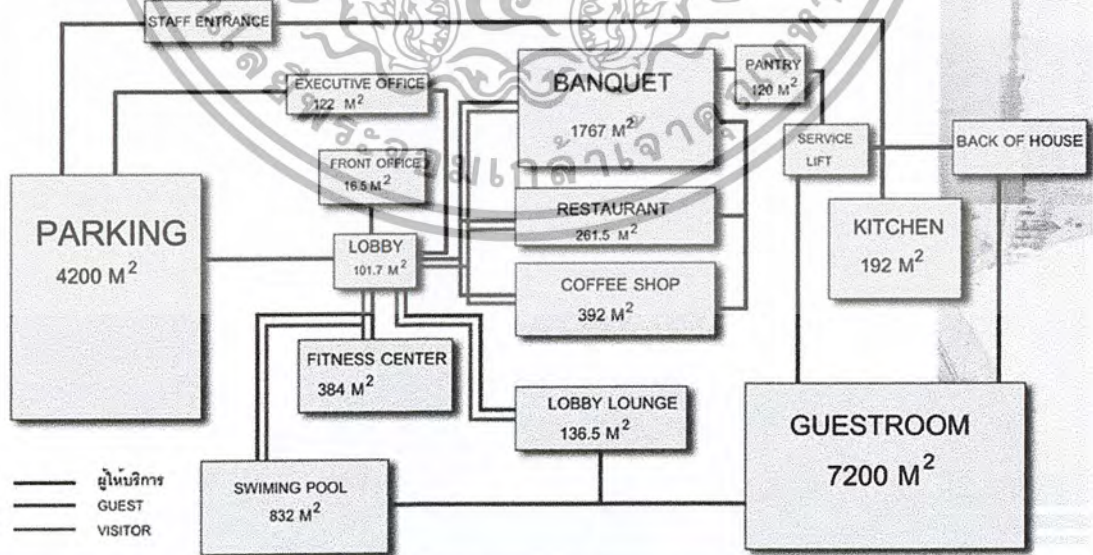 STAFF ENTRANCE
EXECUTIVE OFFICE
122 M²
BANQUET
1767 M²
PANTRY
120 M²
SERVICE
LIFT
BACK OF HOUSE
FRONT OFFICE
16.5 M²
PARKING
4200 M²
LOBBY
101.7 M²
RESTAURANT
261.5 M²
KITCHEN
192 M²
COFFEE SHOP
392 M²
FITNESS CENTER
384 M²
LOBBY LOUNGE
136.5 M²
GUESTROOM
7200 M²
SWIMING POOL
832 M²
ผู้ให้บริการ
GUEST
VISITOR